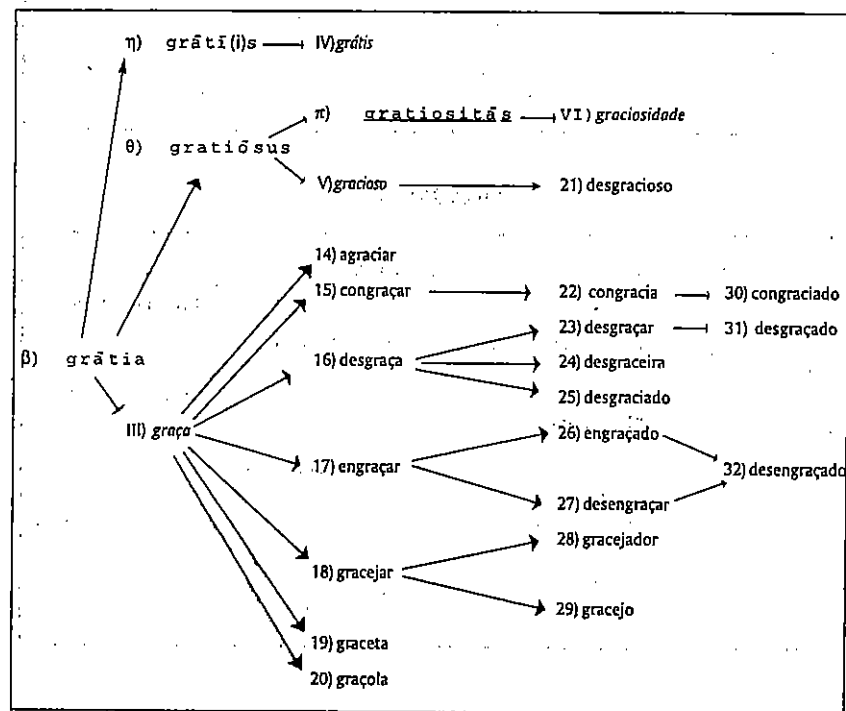 η) grātī(i)s IV) grátis
π) gratiositās VI) graciosidade
θ) gratiōsus
V) gracioso 21) desgracioso
14) agraciar
15) congraçar 22) congracia 30) congraciado
23) desgraçar 31) desgraçado
16) desgraça 24) desgraceira
β) grātia
25) desgraciado
III) graça 26) engraçado
17) engraçar 32) desengraçado
27) desengraçar
28) gracejador
18) gracejar
29) gracejo
19) graceta
20) graçola